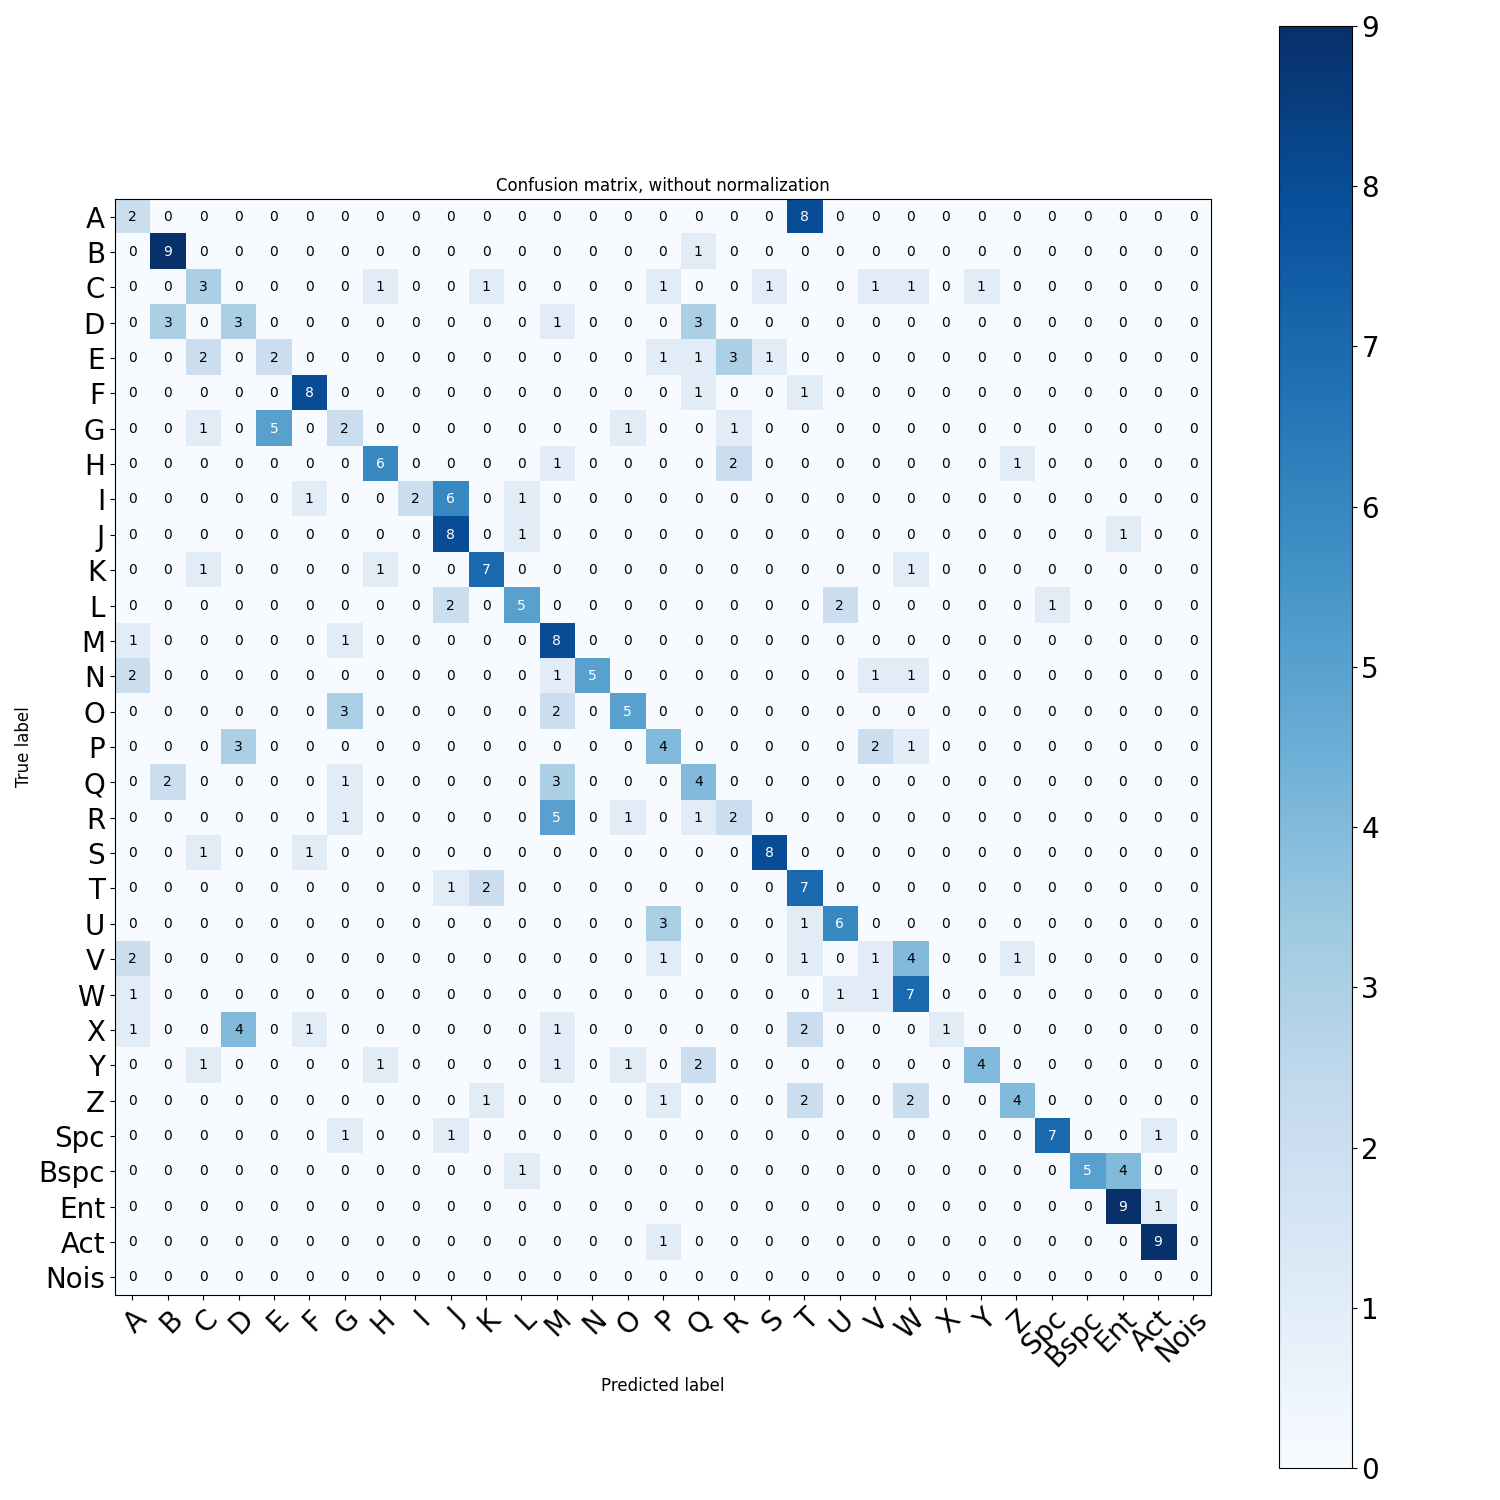 Confusion matrix, without normalization
A 2 0 0 0 0 0 0 0 0 0 0 0 0 0 0 0 0 0 0 8 0 0 0 0 0 0 0 0 0 0 0
B 0 9 0 0 0 0 0 0 0 0 0 0 0 0 0 0 1 0 0 0 0 0 0 0 0 0 0 0 0 0 0
C 0 0 3 0 0 0 0 1 0 0 1 0 0 0 0 1 0 0 1 0 0 1 1 0 1 0 0 0 0 0 0
D 0 3 0 3 0 0 0 0 0 0 0 0 1 0 0 0 3 0 0 0 0 0 0 0 0 0 0 0 0 0 0
E 0 0 2 0 2 0 0 0 0 0 0 0 0 0 0 1 1 3 1 0 0 0 0 0 0 0 0 0 0 0 0
F 0 0 0 0 0 8 0 0 0 0 0 0 0 0 0 0 1 0 0 1 0 0 0 0 0 0 0 0 0 0 0
G 0 0 1 0 5 0 2 0 0 0 0 0 0 0 1 0 0 1 0 0 0 0 0 0 0 0 0 0 0 0 0
H 0 0 0 0 0 0 0 6 0 0 0 0 1 0 0 0 0 2 0 0 0 0 0 0 0 1 0 0 0 0 0
I 0 0 0 0 0 1 0 0 2 6 0 1 0 0 0 0 0 0 0 0 0 0 0 0 0 0 0 0 0 0 0
J 0 0 0 0 0 0 0 0 0 8 0 1 0 0 0 0 0 0 0 0 0 0 0 0 0 0 0 0 1 0 0
K 0 0 1 0 0 0 0 1 0 0 7 0 0 0 0 0 0 0 0 0 0 0 1 0 0 0 0 0 0 0 0
L 0 0 0 0 0 0 0 0 0 2 0 5 0 0 0 0 0 0 0 0 2 0 0 0 0 0 1 0 0 0 0
M 1 0 0 0 0 0 1 0 0 0 0 0 8 0 0 0 0 0 0 0 0 0 0 0 0 0 0 0 0 0 0
N 2 0 0 0 0 0 0 0 0 0 0 0 1 5 0 0 0 0 0 0 0 1 1 0 0 0 0 0 0 0 0
O 0 0 0 0 0 0 3 0 0 0 0 0 2 0 5 0 0 0 0 0 0 0 0 0 0 0 0 0 0 0 0
P 0 0 0 3 0 0 0 0 0 0 0 0 0 0 0 4 0 0 0 0 0 2 1 0 0 0 0 0 0 0 0
Q 0 2 0 0 0 0 1 0 0 0 0 0 3 0 0 0 4 0 0 0 0 0 0 0 0 0 0 0 0 0 0
R 0 0 0 0 0 0 1 0 0 0 0 0 5 0 1 0 1 2 0 0 0 0 0 0 0 0 0 0 0 0 0
S 0 0 1 0 0 1 0 0 0 0 0 0 0 0 0 0 0 0 8 0 0 0 0 0 0 0 0 0 0 0 0
T 0 0 0 0 0 0 0 0 0 1 2 0 0 0 0 0 0 0 0 7 0 0 0 0 0 0 0 0 0 0 0
U 0 0 0 0 0 0 0 0 0 0 0 0 0 0 0 3 0 0 0 1 6 0 0 0 0 0 0 0 0 0 0
V 2 0 0 0 0 0 0 0 0 0 0 0 0 0 0 1 0 0 0 1 0 1 4 0 0 1 0 0 0 0 0
W 1 0 0 0 0 0 0 0 0 0 0 0 0 0 0 0 0 0 0 0 1 1 7 0 0 0 0 0 0 0 0
X 1 0 0 4 0 1 0 0 0 0 0 0 1 0 0 0 0 0 0 2 0 0 0 1 0 0 0 0 0 0 0
Y 0 0 1 0 0 0 0 1 0 0 0 0 1 0 1 0 2 0 0 0 0 0 0 0 4 0 0 0 0 0 0
Z 0 0 0 0 0 0 0 0 0 0 1 0 0 0 0 1 0 0 0 2 0 0 2 0 0 4 0 0 0 0 0
Spc 0 0 0 0 0 0 1 0 0 1 0 0 0 0 0 0 0 0 0 0 0 0 0 0 0 0 7 0 0 1 0
Bspc 0 0 0 0 0 0 0 0 0 0 0 1 0 0 0 0 0 0 0 0 0 0 0 0 0 0 0 5 4 0 0
Ent 0 0 0 0 0 0 0 0 0 0 0 0 0 0 0 0 0 0 0 0 0 0 0 0 0 0 0 0 9 1 0
Act 0 0 0 0 0 0 0 0 0 0 0 0 0 0 0 1 0 0 0 0 0 0 0 0 0 0 0 0 0 9 0
Nois 0 0 0 0 0 0 0 0 0 0 0 0 0 0 0 0 0 0 0 0 0 0 0 0 0 0 0 0 0 0 0
A B C D E F G H I J K L M N O P Q R S T U V W X Y Z Spc Bspc Ent Act Nois
Predicted label
True label
9
8
7
6
5
4
3
2
1
0